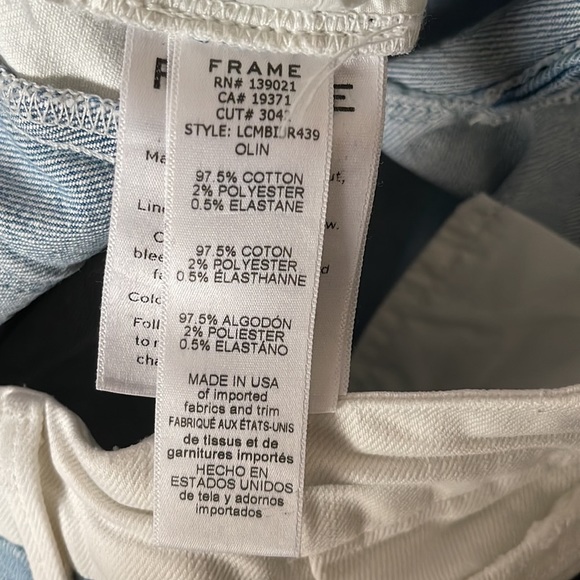 FRAME
RN# 139021
CA# 19371
CUT# 304
STYLE: LCMBIJR439
OLIN
97.5% COTTON
2% POLYESTER
0.5% ELASTANE
97.5% COTON
2% POLYESTER
0.5% ÉLASTHANNE
97.5% ALGODÓN
2% POLIESTER
0.5% ELASTANO
MADE IN USA
of imported
fabrics and trim
FABRIQUÉ AUX ÉTATS-UNIS
de tissus et de
garnitures importés
HECHO EN
ESTADOS UNIDOS
de tela y adornos
importados